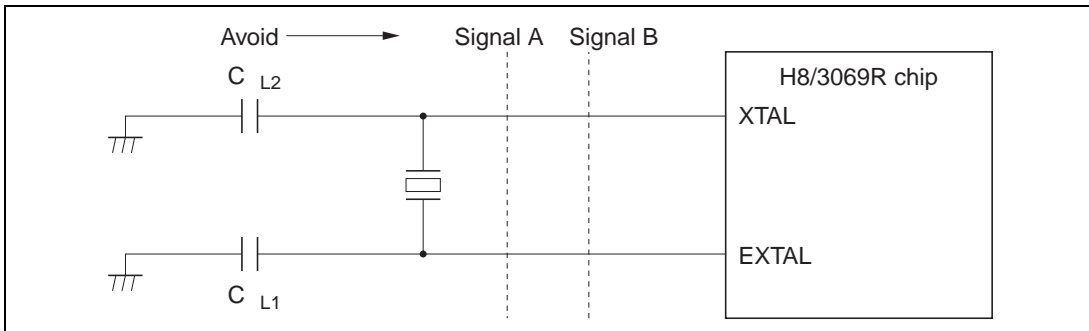 Avoid
Signal A
Signal B
C L2
H8/3069R chip
XTAL
EXTAL
C L1